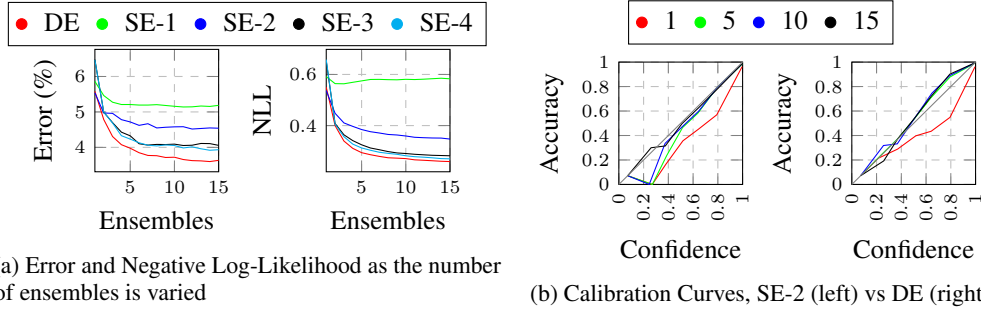 DE SE-1 SE-2 SE-3 SE-4
1 5 10 15
Error (%)
6
5
4
5 10 15
Ensembles
NLL
0.6
0.4
5 10 15
Ensembles
Accuracy
1
0.8
0.6
0.4
0.2
0
0 0.2 0.4 0.6 0.8 1
Confidence
Accuracy
1
0.8
0.6
0.4
0.2
0
0 0.2 0.4 0.6 0.8 1
Confidence
(a) Error and Negative Log-Likelihood as the number
of ensembles is varied
(b) Calibration Curves, SE-2 (left) vs DE (right